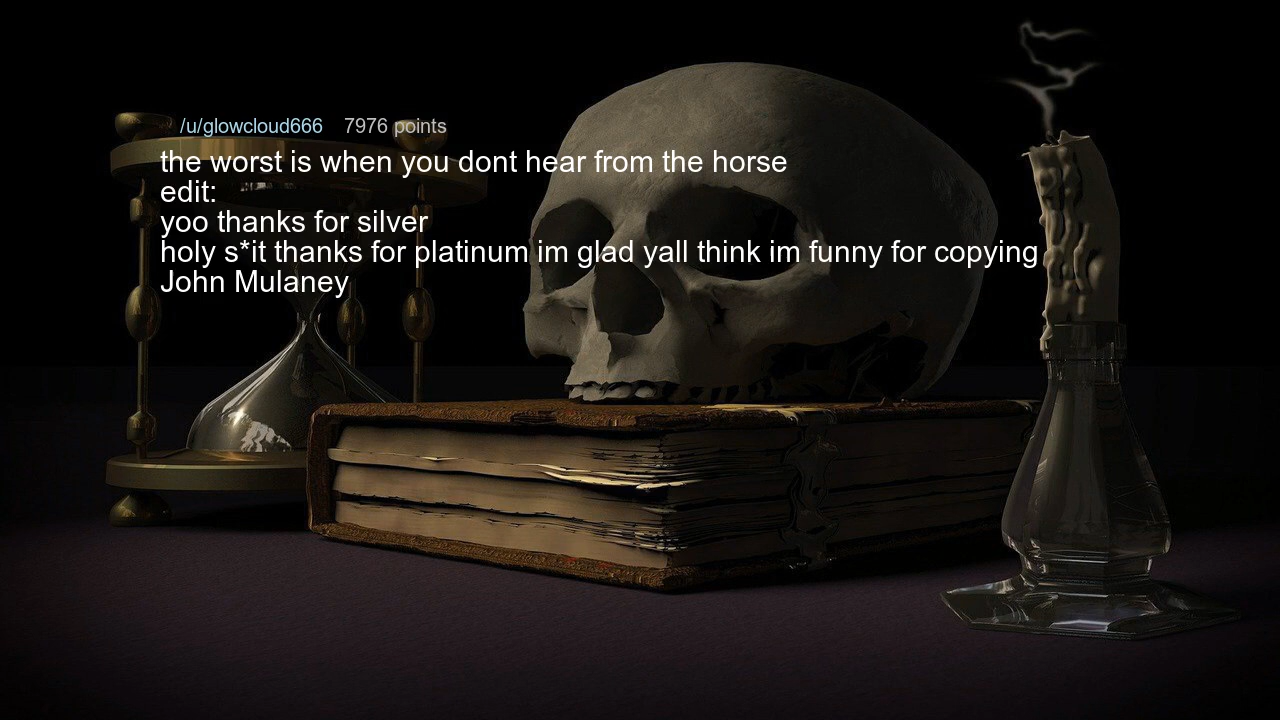 /u/glowcloud666 7976 points
the worst is when you dont hear from the horse
edit:
yoo thanks for silver
holy s*it thanks for platinum im glad yall think im funny for copying
John Mulaney